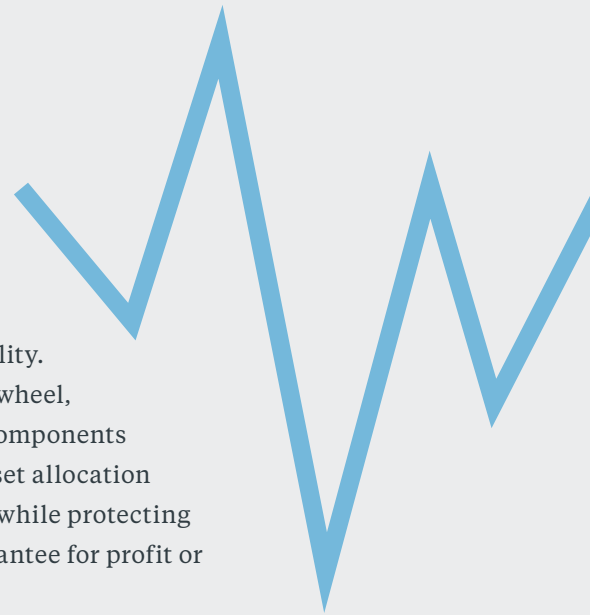 lity.
wheel,
omponents
set allocation
while protecting
antee for profit or